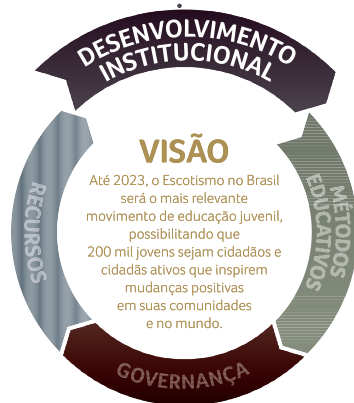 DESENVOLVIMENTO
INSTITUCIONAL
VISÃO
Até 2023, o Escotismo no Brasil
será o mais relevante
movimento de educação juvenil,
possibilitando que
200 mil jovens sejam cidadãos e
cidadãs ativos que inspirem
mudanças positivas
em suas comunidades
e no mundo.
MÉTODOS
EDUCATIVOS
GOVERNANÇA
RECURSOS